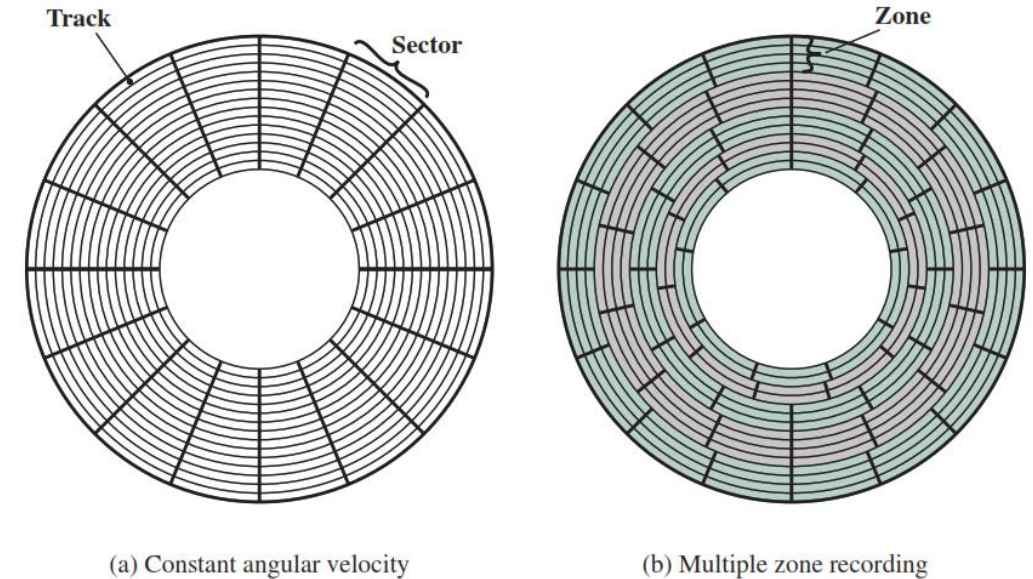 Track
Sector
Zone
(a) Constant angular velocity
(b) Multiple zone recording